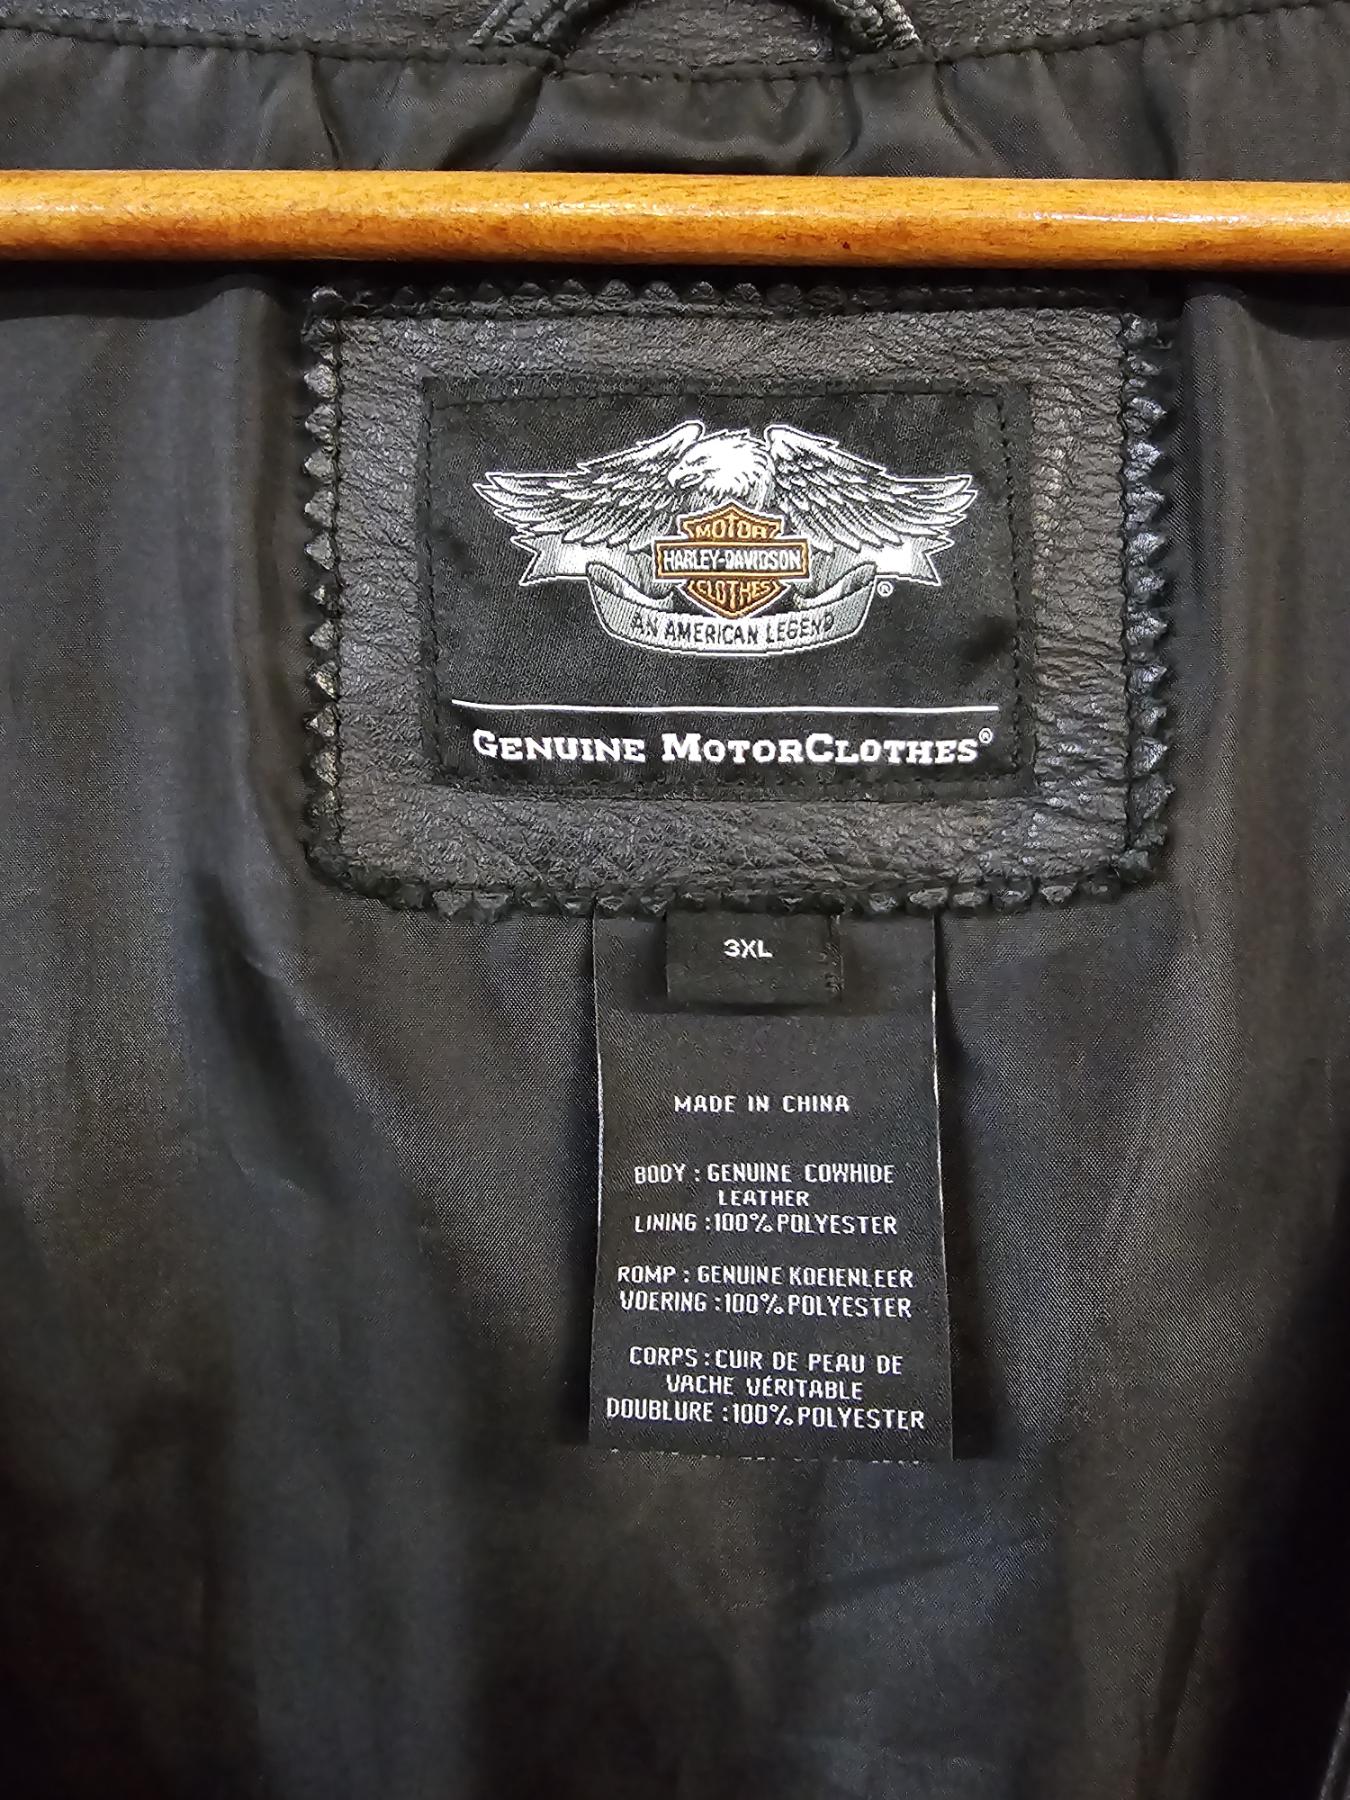 MOTOR
HARLEY-DAVIDSON
CLOTHES
®
AN AMERICAN LEGEND
GENUINE MOTORCLOTHES®
3XL
MADE IN CHINA
BODY : GENUINE COWHIDE
LEATHER
LINING :100% POLYESTER
ROMP : GENUINE KOEIENLEER
VOERING :100% POLYESTER
CORPS :CUIR DE PEAU DE
VACHE VÉRITABLE
DOUBLURE :100% POLYESTER